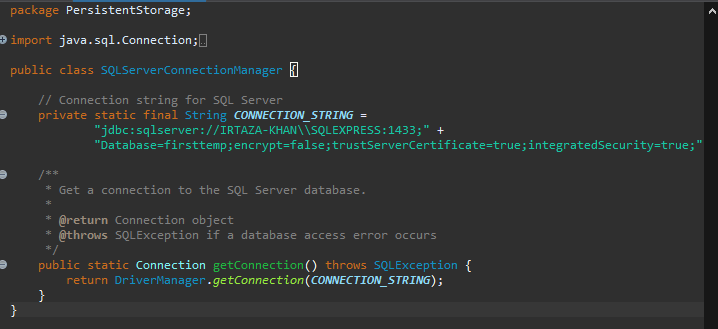 package PersistentStorage;
import java.sql.Connection;
public class SQLServerConnectionManager {
// Connection string for SQL Server
private static final String CONNECTION_STRING =
"jdbc:sqlserver://IRTAZA-KHAN\\SQLEXPRESS:1433;" +
"Database=firsttemp;encrypt=false;trustServerCertificate=true;integratedSecurity=true;"
/**
* Get a connection to the SQL Server database.
*
* @return Connection object
* @throws SQLException if a database access error occurs
*/
public static Connection getConnection() throws SQLException {
return DriverManager.getConnection(CONNECTION_STRING);
}
}